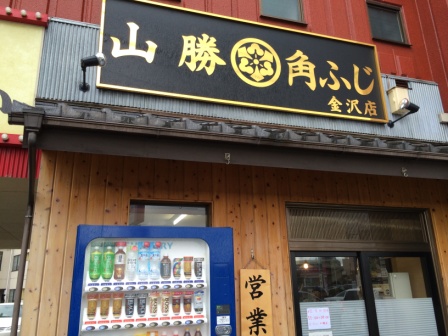 山勝 角ふじ
金沢店
営業